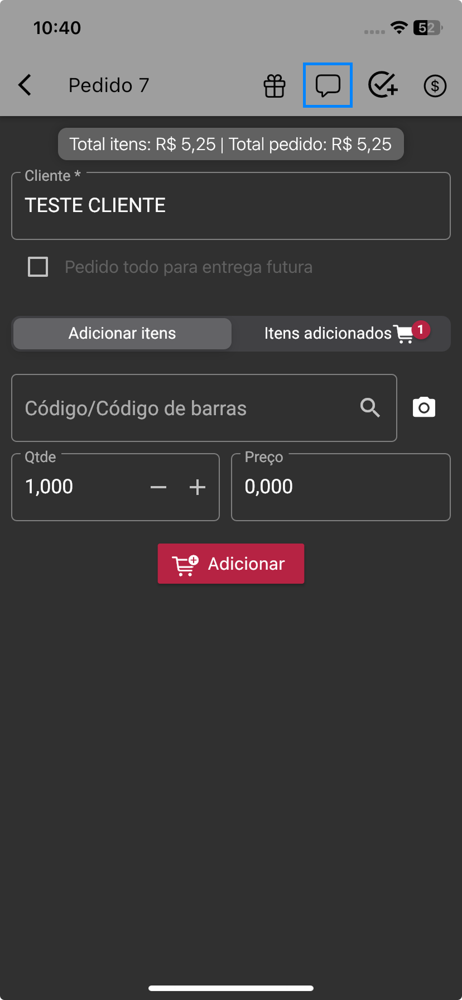 10:40
52
Pedido 7
Total itens: R$ 5,25 | Total pedido: R$ 5,25
Cliente *
TESTE CLIENTE
Pedido todo para entrega futura
Adicionar itens
Itens adicionados 1
Código/Código de barras
Qtde
1,000
Preço
0,000
Adicionar